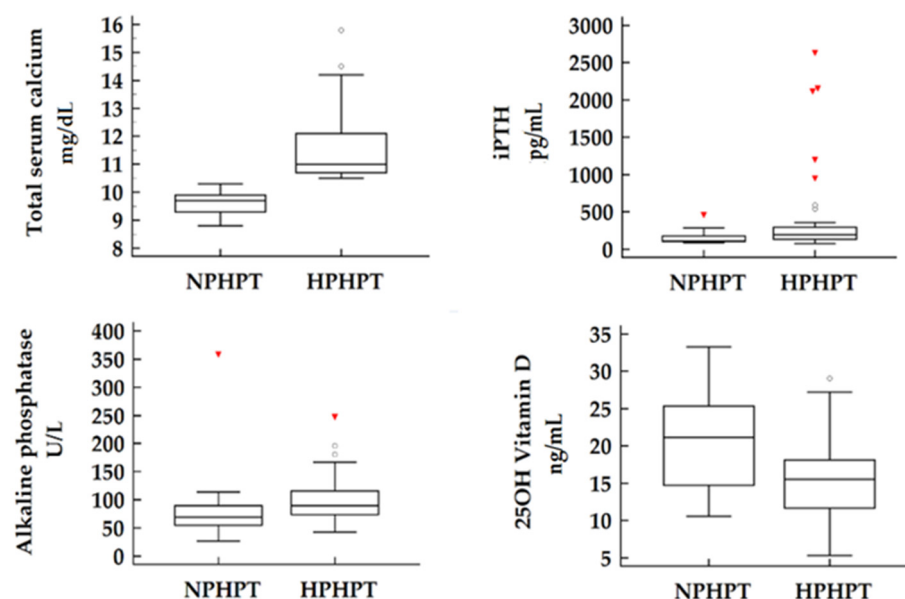 Total serum calcium
mg/dL
16
15
14
13
12
11
10
9
8
NPHPT HPHPT
iPTH
pg/mL
3000
2500
2000
1500
1000
500
0
NPHPT HPHPT
Alkaline phosphatase
U/L
400
350
300
250
200
150
100
50
0
NPHPT HPHPT
25OH Vitamin D
ng/mL
35
30
25
20
15
10
5
NPHPT HPHPT